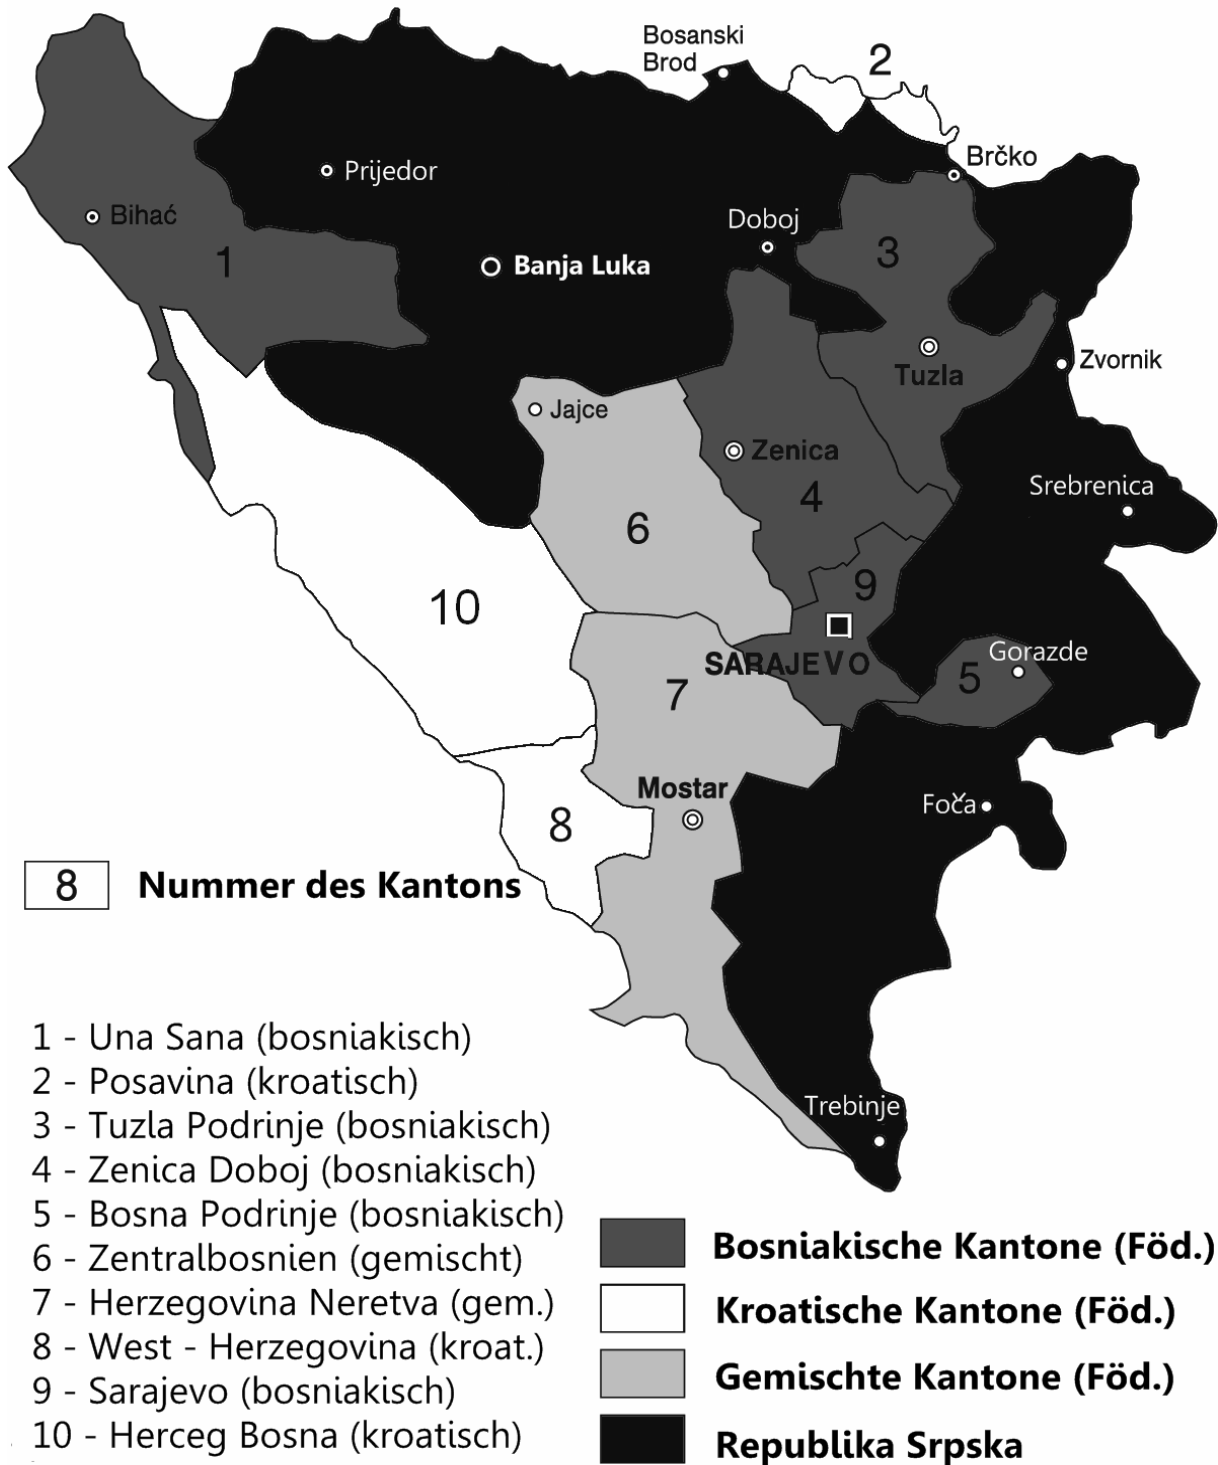 Bosanski
Brod
2
Brčko
Prijedor
Doboj
Bihać
1
3
Banja Luka
Tuzla
Zvornik
Jajce
Zenica
Srebrenica
4
6
9
10
SARAJEVO
Gorazde
5
7
Mostar
Foča
8
8 Nummer des Kantons
1 - Una Sana (bosniakisch)
2 - Posavina (kroatisch)
3 - Tuzla Podrinje (bosniakisch)
4 - Zenica Doboj (bosniakisch)
5 - Bosna Podrinje (bosniakisch)
6 - Zentralbosnien (gemischt)
7 - Herzegovina Neretva (gem.)
8 - West - Herzegovina (kroat.)
9 - Sarajevo (bosniakisch)
10 - Herceg Bosna (kroatisch)
Trebinje
Bosniakische Kantone (Föd.)
Kroatische Kantone (Föd.)
Gemischte Kantone (Föd.)
Republika Srpska